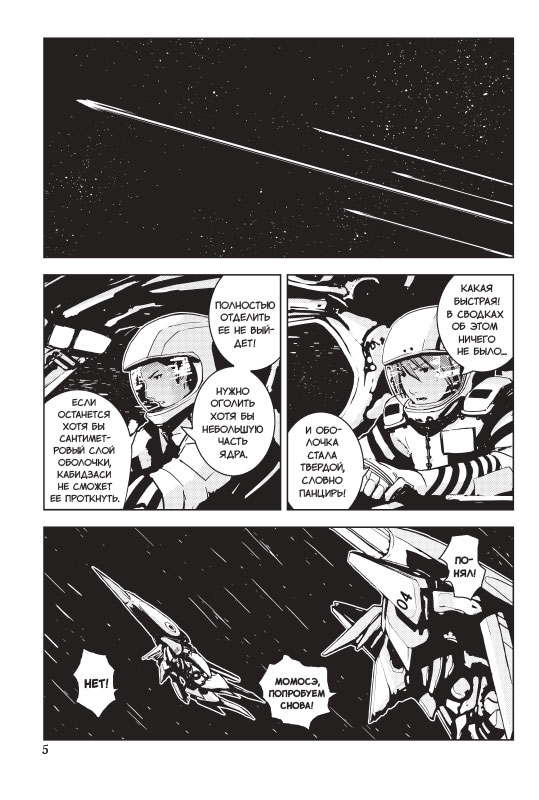 КАКАЯ
БЫСТРАЯ!
В СВОДКАХ
ОБ ЭТОМ
НИЧЕГО
НЕ БЫЛО...
И ОБО-
ЛОЧКА
СТАЛА
ТВЕРДОЙ,
СЛОВНО
ПАНЦИРЬ!
ПОЛНОСТЬЮ
ОТДЕЛИТЬ
ЕЕ НЕ ВЫЙ-
ДЕТ!
НУЖНО
ОГОЛИТЬ
ХОТЯ БЫ
НЕБОЛЬШУЮ
ЧАСТЬ
ЯДРА.
ЕСЛИ
ОСТАНЕТСЯ
ХОТЯ БЫ
САНТИМЕТ-
РОВЫЙ СЛОЙ
ОБОЛОЧКИ,
КАБИДЗАСИ
НЕ СМОЖЕТ
ЕЕ ПРОТКНУТЬ.
ПО-
НЯЛ!
04
МОМОСЭ,
ПОПРОБУЕМ
СНОВА!
НЕТ!
5